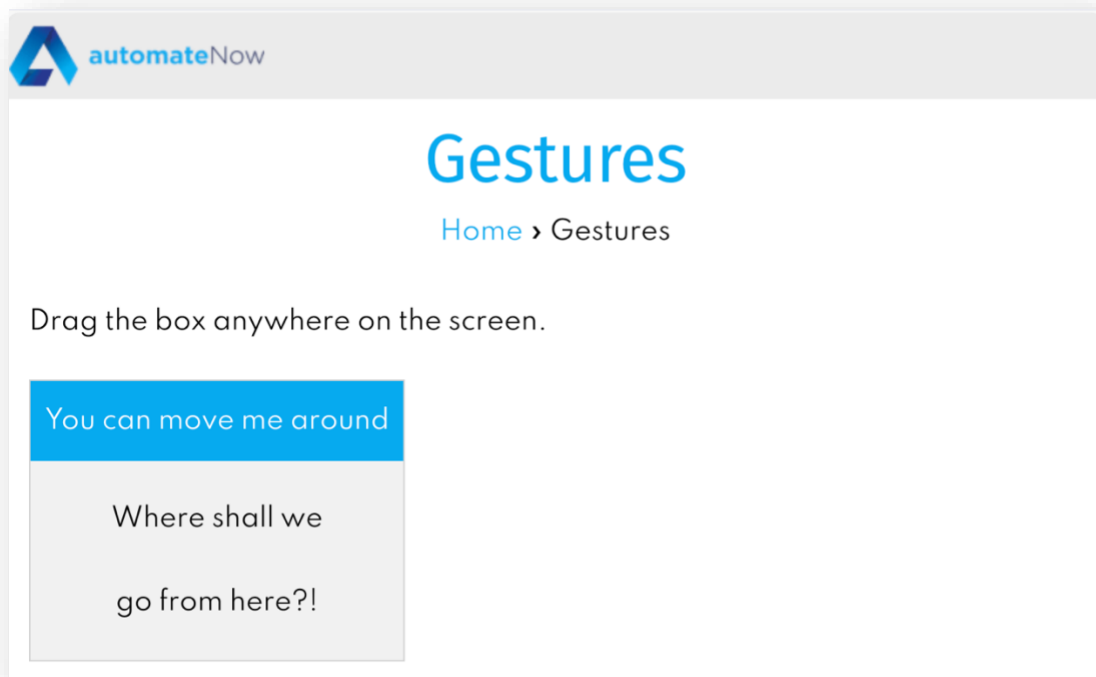 automateNow
Gestures
Home › Gestures
Drag the box anywhere on the screen.
You can move me around
Where shall we
go from here?!